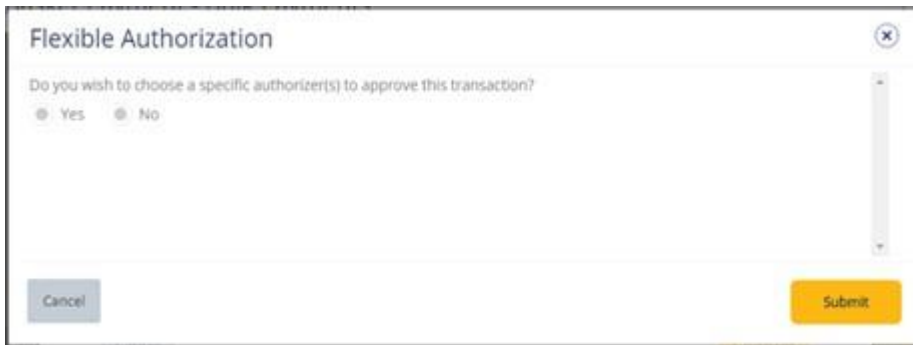 Flexible Authorization
Do you wish to choose a specific authorizer(s) to approve this transaction?
Yes No
Cancel Submit